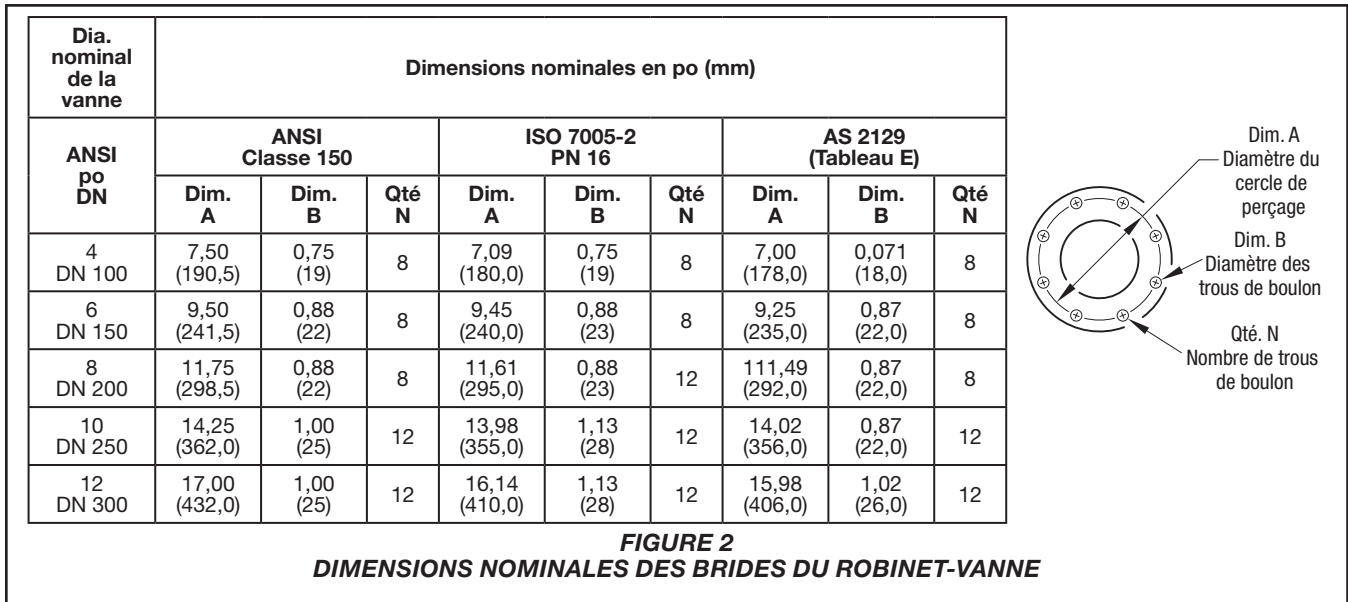 Dia.
nominal
de la
vanne
Dimensions nominales en po (mm)
ANSI
po
DN
ANSI
Classe 150
ISO 7005-2
PN 16
AS 2129
(Tableau E)
Dim.
A
Dim.
B
Qté
N
Dim.
A
Dim.
B
Qté
N
Dim.
A
Dim.
B
Qté
N
4
DN 100
7,50
(190,5)
0,75
(19)
8
7,09
(180,0)
0,75
(19)
8
7,00
(178,0)
0,071
(18,0)
8
6
DN 150
9,50
(241,5)
0,88
(22)
8
9,45
(240,0)
0,88
(23)
8
9,25
(235,0)
0,87
(22,0)
8
8
DN 200
11,75
(298,5)
0,88
(22)
8
11,61
(295,0)
0,88
(23)
12
111,49
(292,0)
0,87
(22,0)
8
10
DN 250
14,25
(362,0)
1,00
(25)
12
13,98
(355,0)
1,13
(28)
12
14,02
(356,0)
0,87
(22,0)
12
12
DN 300
17,00
(432,0)
1,00
(25)
12
16,14
(410,0)
1,13
(28)
12
15,98
(406,0)
1,02
(26,0)
12
Dim. A
Diamètre du
cercle de
perçage
Dim. B
Diamètre des
trous de boulon
Qté. N
Nombre de trous
de boulon
FIGURE 2
DIMENSIONS NOMINALES DES BRIDES DU ROBINET-VANNE